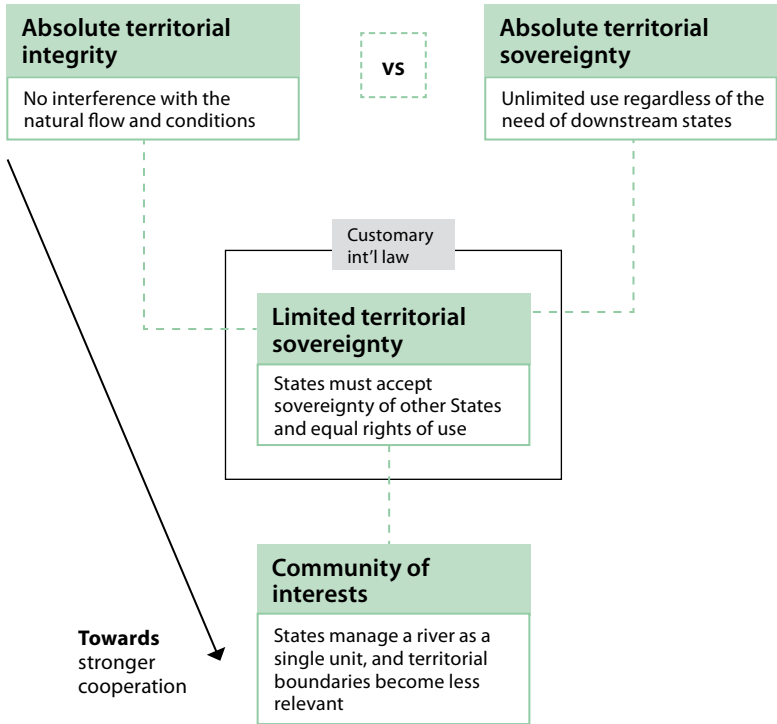 Absolute territorial
integrity
No interference with the
natural flow and conditions
vs
Absolute territorial
sovereignty
Unlimited use regardless of the
need of downstream states
Customary
int’l law
Limited territorial
sovereignty
States must accept
sovereignty of other States
and equal rights of use
Community of
interests
States manage a river as a
single unit, and territorial
boundaries become less
relevant
Towards
stronger
cooperation